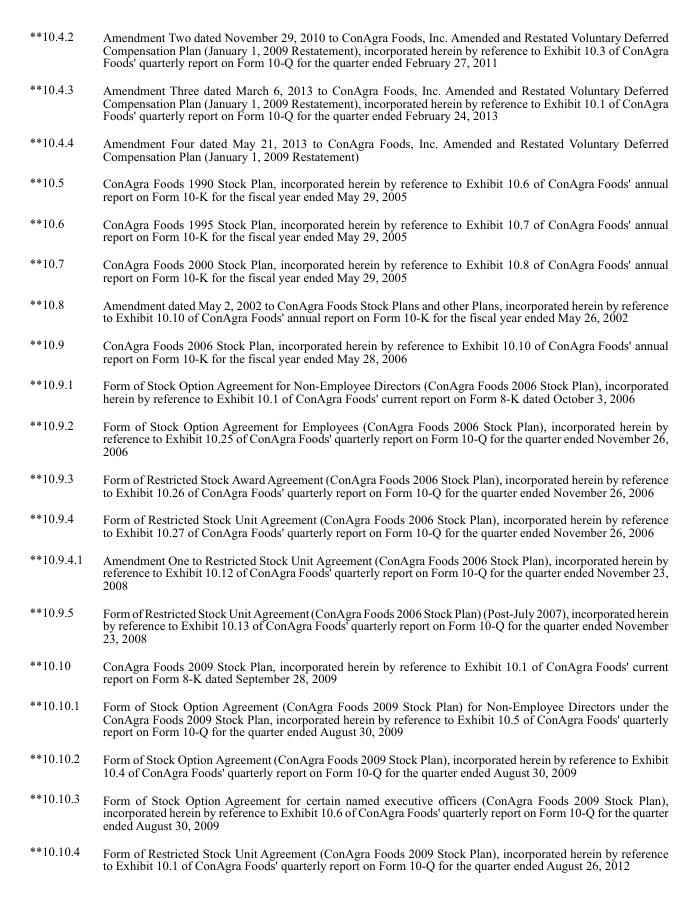 **10.4.2 Amendment Two dated November 29, 2010 to ConAgra Foods, Inc. Amended and Restated Voluntary Deferred
Compensation Plan (January 1, 2009 Restatement), incorporated herein by reference to Exhibit 10.3 of ConAgra
Foods' quarterly report on Form 10-Q for the quarter ended February 27, 2011
**10.4.3 Amendment Three dated March 6, 2013 to ConAgra Foods, Inc. Amended and Restated Voluntary Deferred
Compensation Plan (January 1, 2009 Restatement), incorporated herein by reference to Exhibit 10.1 of ConAgra
Foods' quarterly report on Form 10-Q for the quarter ended February 24, 2013
**10.4.4 Amendment Four dated May 21, 2013 to ConAgra Foods, Inc. Amended and Restated Voluntary Deferred
Compensation Plan (January 1, 2009 Restatement)
**10.5 ConAgra Foods 1990 Stock Plan, incorporated herein by reference to Exhibit 10.6 of ConAgra Foods' annual
report on Form 10-K for the fiscal year ended May 29, 2005
**10.6 ConAgra Foods 1995 Stock Plan, incorporated herein by reference to Exhibit 10.7 of ConAgra Foods' annual
report on Form 10-K for the fiscal year ended May 29, 2005
**10.7 ConAgra Foods 2000 Stock Plan, incorporated herein by reference to Exhibit 10.8 of ConAgra Foods' annual
report on Form 10-K for the fiscal year ended May 29, 2005
**10.8 Amendment dated May 2, 2002 to ConAgra Foods Stock Plans and other Plans, incorporated herein by reference
to Exhibit 10.10 of ConAgra Foods' annual report on Form 10-K for the fiscal year ended May 26, 2002
**10.9 ConAgra Foods 2006 Stock Plan, incorporated herein by reference to Exhibit 10.10 of ConAgra Foods' annual
report on Form 10-K for the fiscal year ended May 28, 2006
**10.9.1 Form of Stock Option Agreement for Non-Employee Directors (ConAgra Foods 2006 Stock Plan), incorporated
herein by reference to Exhibit 10.1 of ConAgra Foods' current report on Form 8-K dated October 3, 2006
**10.9.2 Form of Stock Option Agreement for Employees (ConAgra Foods 2006 Stock Plan), incorporated herein by
reference to Exhibit 10.25 of ConAgra Foods' quarterly report on Form 10-Q for the quarter ended November 26,
2006
**10.9.3 Form of Restricted Stock Award Agreement (ConAgra Foods 2006 Stock Plan), incorporated herein by reference
to Exhibit 10.26 of ConAgra Foods' quarterly report on Form 10-Q for the quarter ended November 26, 2006
**10.9.4 Form of Restricted Stock Unit Agreement (ConAgra Foods 2006 Stock Plan), incorporated herein by reference
to Exhibit 10.27 of ConAgra Foods' quarterly report on Form 10-Q for the quarter ended November 26, 2006
**10.9.4.1 Amendment One to Restricted Stock Unit Agreement (ConAgra Foods 2006 Stock Plan), incorporated herein by
reference to Exhibit 10.12 of ConAgra Foods' quarterly report on Form 10-Q for the quarter ended November 23,
2008
**10.9.5 Form of Restricted Stock Unit Agreement (ConAgra Foods 2006 Stock Plan) (Post-July 2007), incorporated herein
by reference to Exhibit 10.13 of ConAgra Foods' quarterly report on Form 10-Q for the quarter ended November
23, 2008
**10.10 ConAgra Foods 2009 Stock Plan, incorporated herein by reference to Exhibit 10.1 of ConAgra Foods' current
report on Form 8-K dated September 28, 2009
**10.10.1 Form of Stock Option Agreement (ConAgra Foods 2009 Stock Plan) for Non-Employee Directors under the
ConAgra Foods 2009 Stock Plan, incorporated herein by reference to Exhibit 10.5 of ConAgra Foods' quarterly
report on Form 10-Q for the quarter ended August 30, 2009
**10.10.2 Form of Stock Option Agreement (ConAgra Foods 2009 Stock Plan), incorporated herein by reference to Exhibit
10.4 of ConAgra Foods' quarterly report on Form 10-Q for the quarter ended August 30, 2009
**10.10.3 Form of Stock Option Agreement for certain named executive officers (ConAgra Foods 2009 Stock Plan),
incorporated herein by reference to Exhibit 10.6 of ConAgra Foods' quarterly report on Form 10-Q for the quarter
ended August 30, 2009
**10.10.4 Form of Restricted Stock Unit Agreement (ConAgra Foods 2009 Stock Plan), incorporated herein by reference
to Exhibit 10.1 of ConAgra Foods' quarterly report on Form 10-Q for the quarter ended August 26, 2012